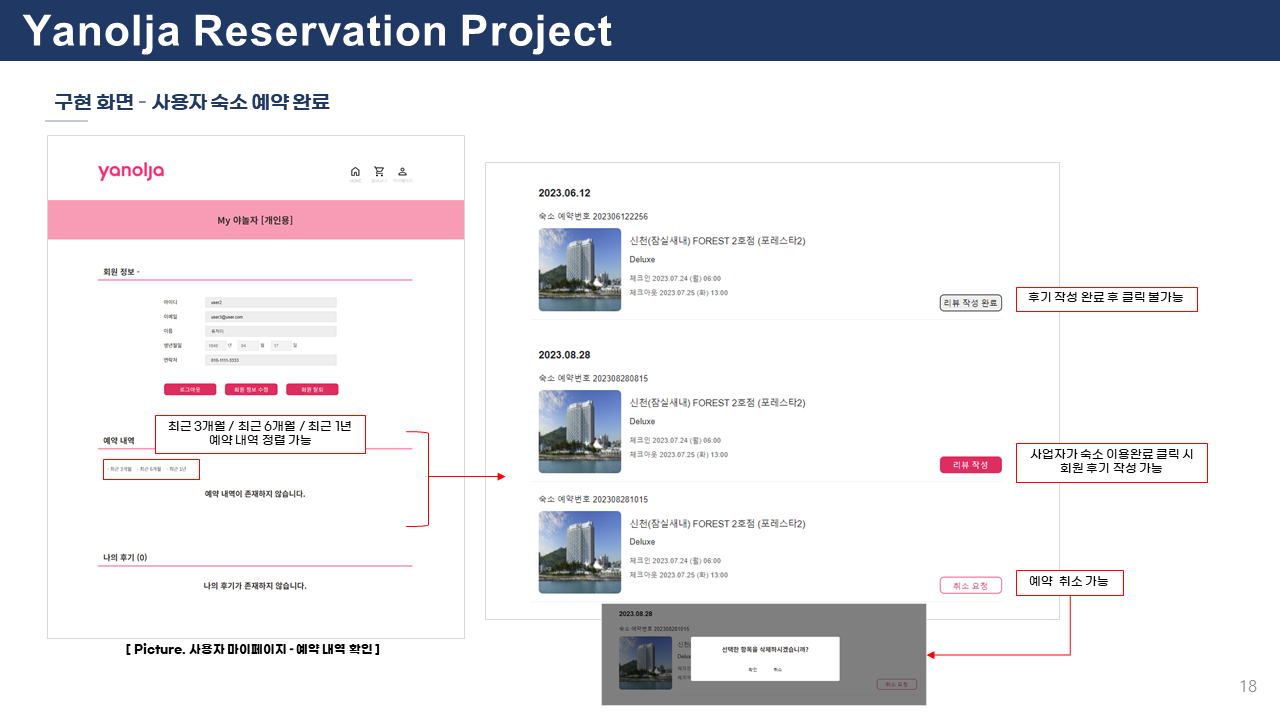 Yanolja Reservation Project
구현 화면 - 사용자 숙소 예약 완료
yanolja
HOME
My 야놀자 [개인용]
회원 정보 -
아이디 user2
이메일 user3@user.com
이름
생년월일 년 04 월 17 일
연락처 010-1111-3333
로그아웃 회원 정보 수정 회원 탈퇴
최근 3개월 / 최근 6개월 / 최근 1년
예약 내역 정렬 가능
예약 내역
· 최근 3개월 · 최근 6개월 · 최근 1년
예약 내역이 존재하지 않습니다.
나의 후기 (0)
나의 후기가 존재하지 않습니다.
[ Picture. 사용자 마이페이지 - 예약 내역 확인 ]
2023.06.12
숙소 예약번호 202306122256
신천(잠실새내) FOREST 2호점 (포레스타2)
Deluxe
체크인 2023.07.24 (월) 06:00
체크아웃 2023.07.25 (화) 13:00
리뷰 작성 완료
후기 작성 완료 후 클릭 불가능
2023.08.28
숙소 예약번호 202308280815
신천(잠실새내) FOREST 2호점 (포레스타2)
Deluxe
체크인 2023.07.24 (월) 06:00
체크아웃 2023.07.25 (화) 13:00
리뷰 작성
사업자가 숙소 이용완료 클릭 시
회원 후기 작성 가능
숙소 예약번호 202308281015
신천(잠실새내) FOREST 2호점 (포레스타2)
Deluxe
체크인 2023.07.24 (월) 06:00
체크아웃 2023.07.25 (화) 13:00
취소 요청
예약 취소 가능
2023.08.28
숙소 예약번호 202308281015
신천(
Delux
체크인
체크아
선택한 항목을 삭제하시겠습니까?
확인 취소
취소 요청
18